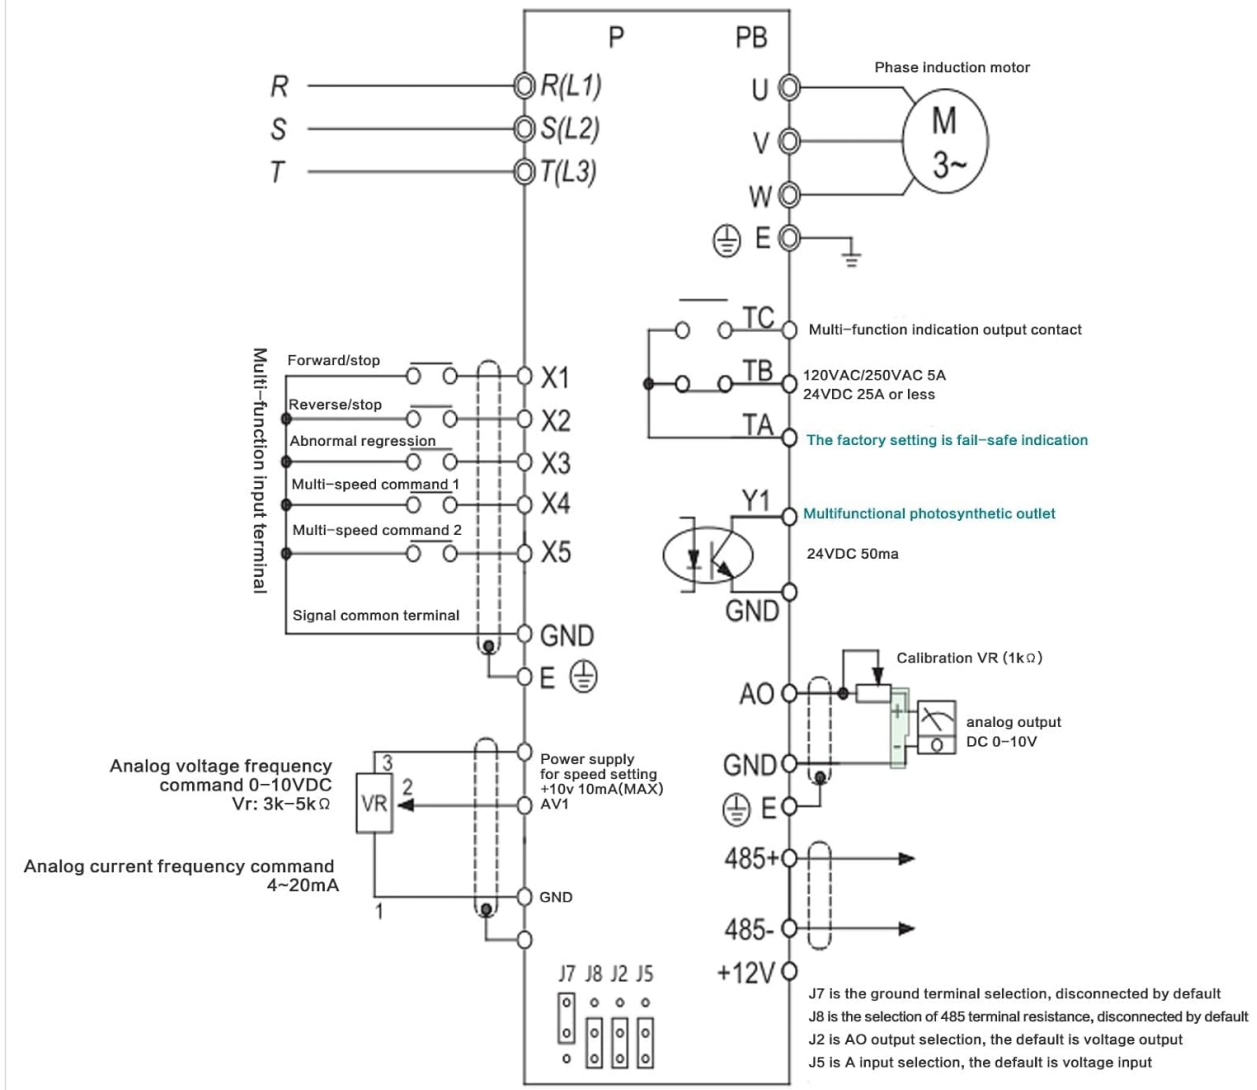 P PB
Phase induction motor
R R(L1) U
M
S S(L2) V
3~
T T(L3) W
E
TC Multi-function indication output contact
Forward/stop X1
TB 120VAC/250VAC 5A
24VDC 25A or less
Reverse/stop X2
TA The factory setting is fail-safe indication
Abnormal regression X3
Multi-speed command 1 X4
Multi-speed command 2 X5
Multi-function input terminal
Y1 Multifunctional photosynthetic outlet
24VDC 50ma
GND
Signal common terminal GND
E
Calibration VR (1kΩ)
AO
+
-
analog output
DC 0-10V
GND
E
Analog voltage frequency
command 0-10VDC
Vr: 3k-5kΩ
3
2
VR
1
Power supply
for speed setting
+10v 10mA(MAX)
AV1
Analog current frequency command
4~20mA
GND
485+
485-
+12V
J7 J8 J2 J5
J7 is the ground terminal selection, disconnected by default
J8 is the selection of 485 terminal resistance, disconnected by default
J2 is AO output selection, the default is voltage output
J5 is A input selection, the default is voltage input